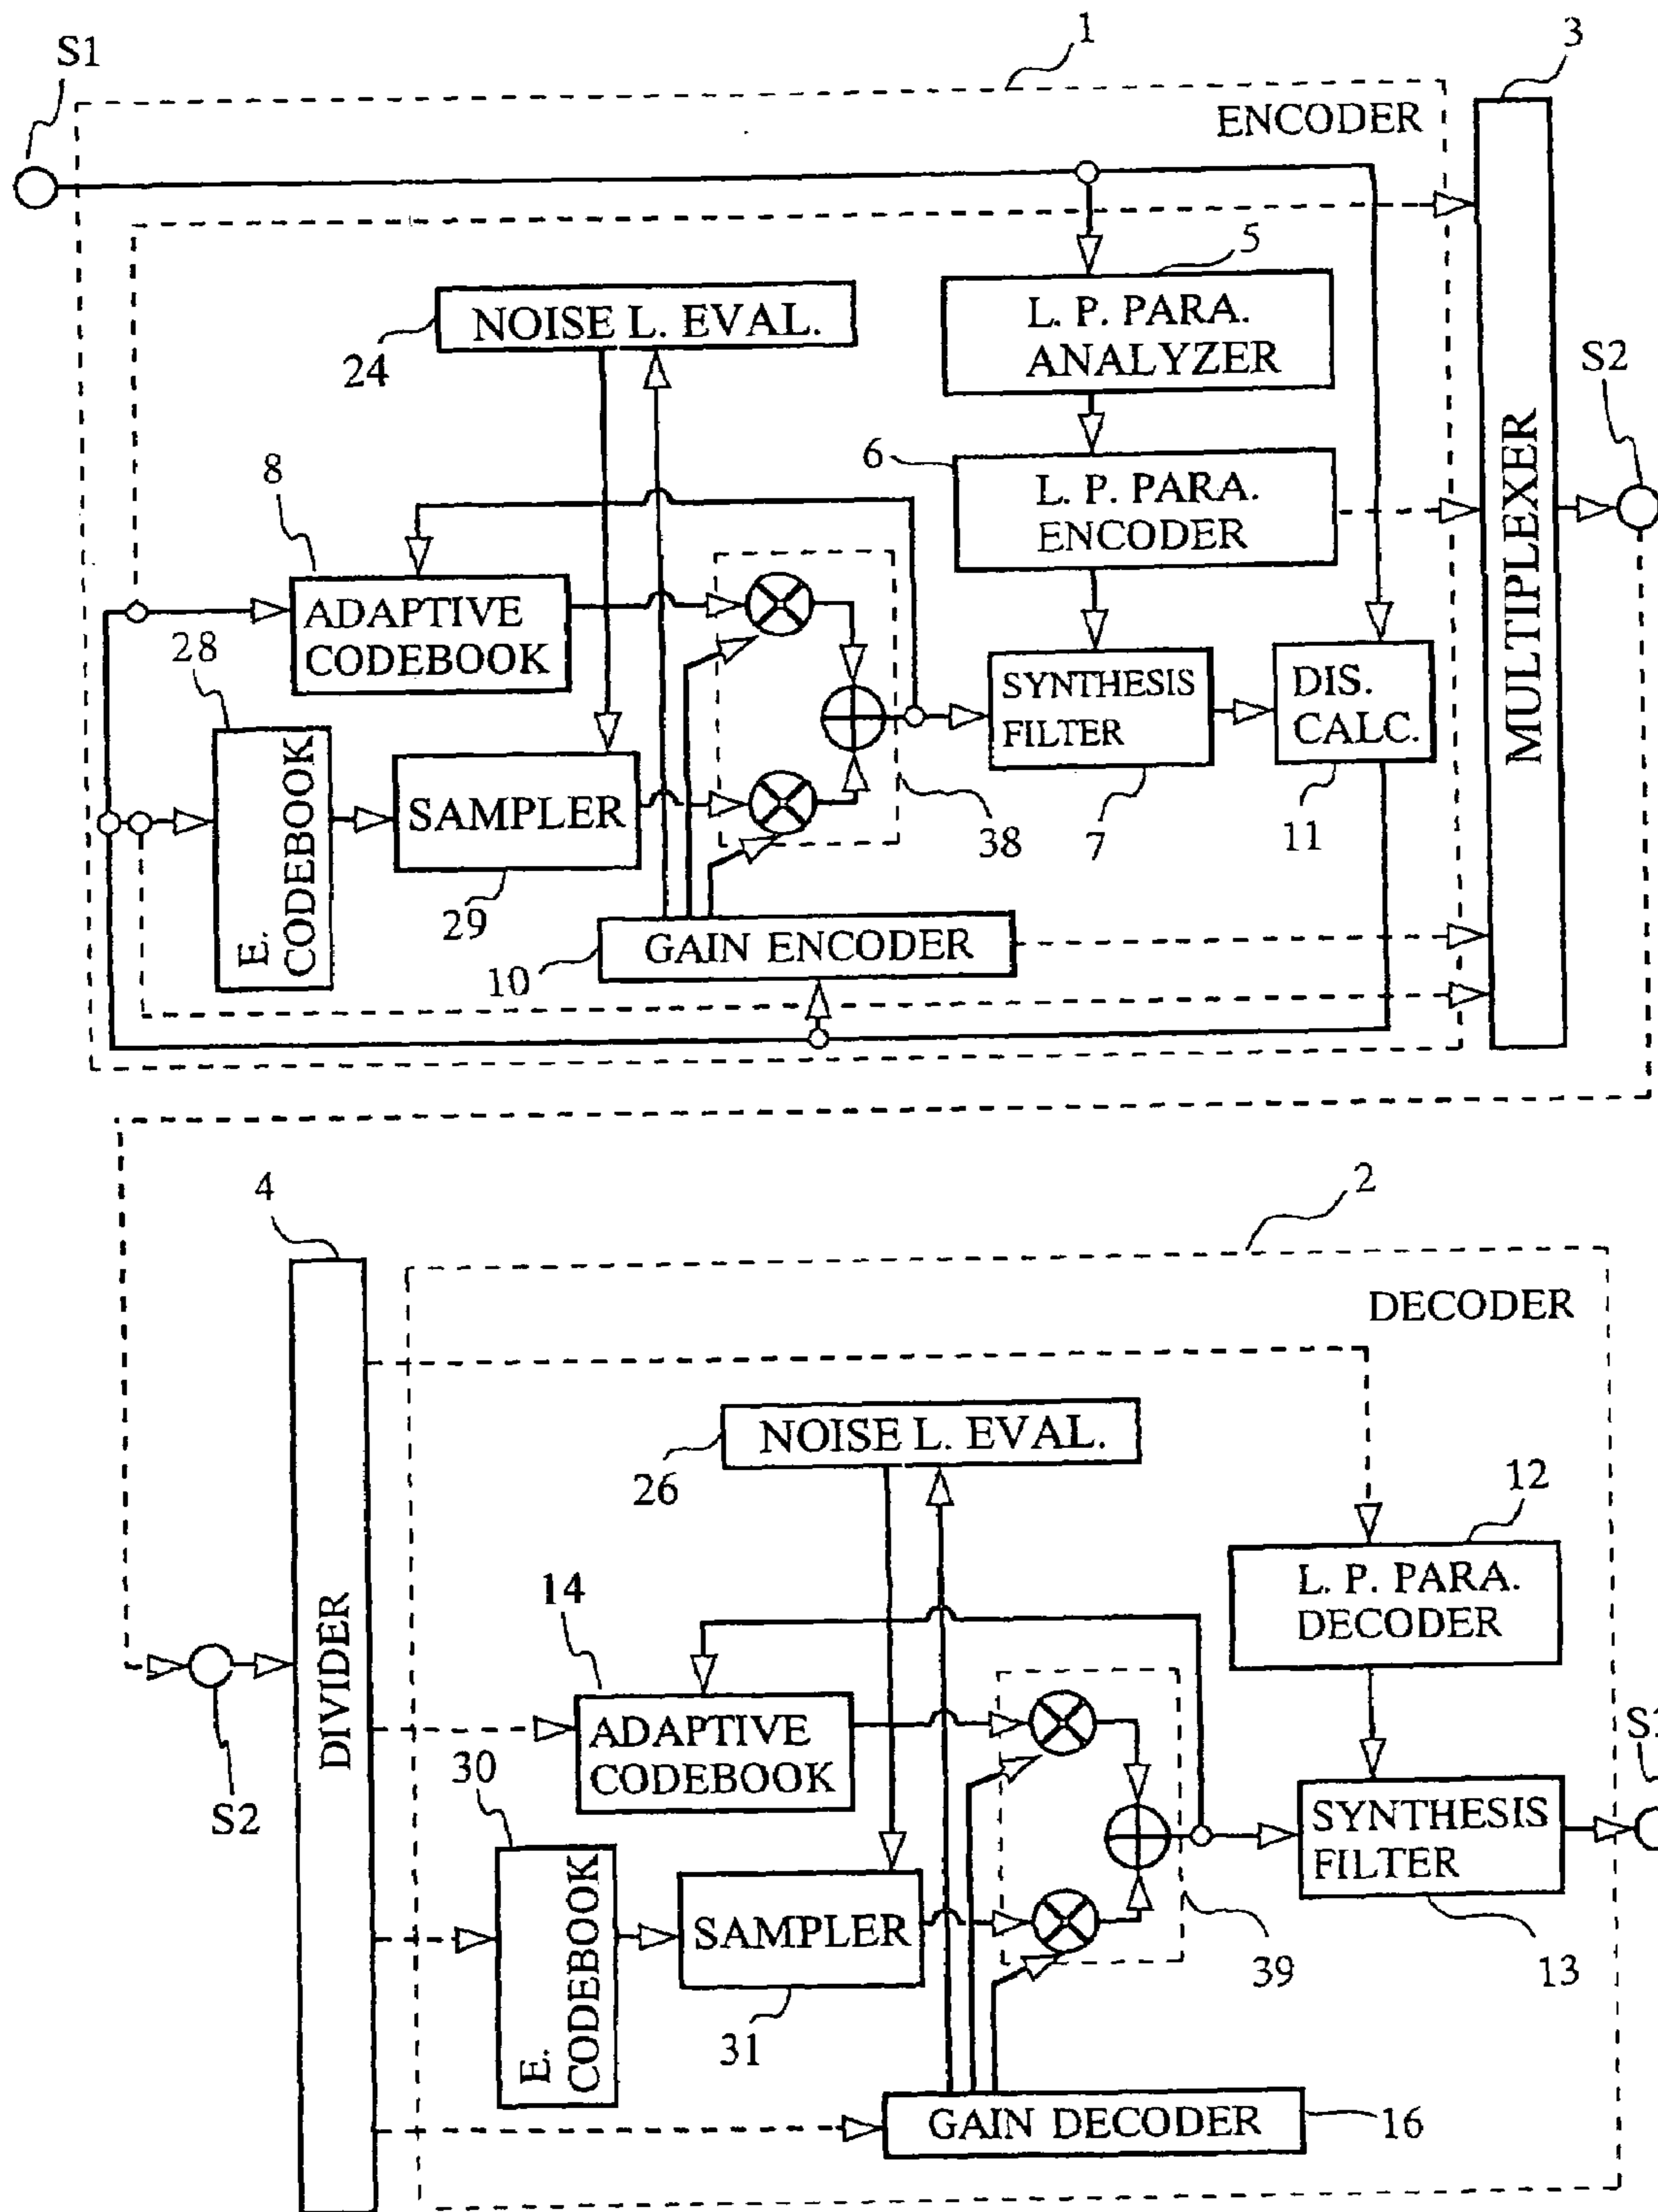 S1
1
3
ENCODER
5
NOISE L. EVAL.
24
L. P. PARA.
ANALYZER
S2
6
L. P. PARA.
ENCODER
MULTIPLEXER
8
ADAPTIVE
CODEBOOK
28
SYNTHESIS
FILTER
DIS.
CALC.
E.
CODEBOOK
SAMPLER
38
7
11
29
GAIN ENCODER
10
4
2
DECODER
NOISE L. EVAL.
26
12
L. P. PARA.
DECODER
14
DIVIDER
S2
ADAPTIVE
CODEBOOK
30
S1
SYNTHESIS
FILTER
E.
CODEBOOK
SAMPLER
39
13
31
GAIN DECODER
16